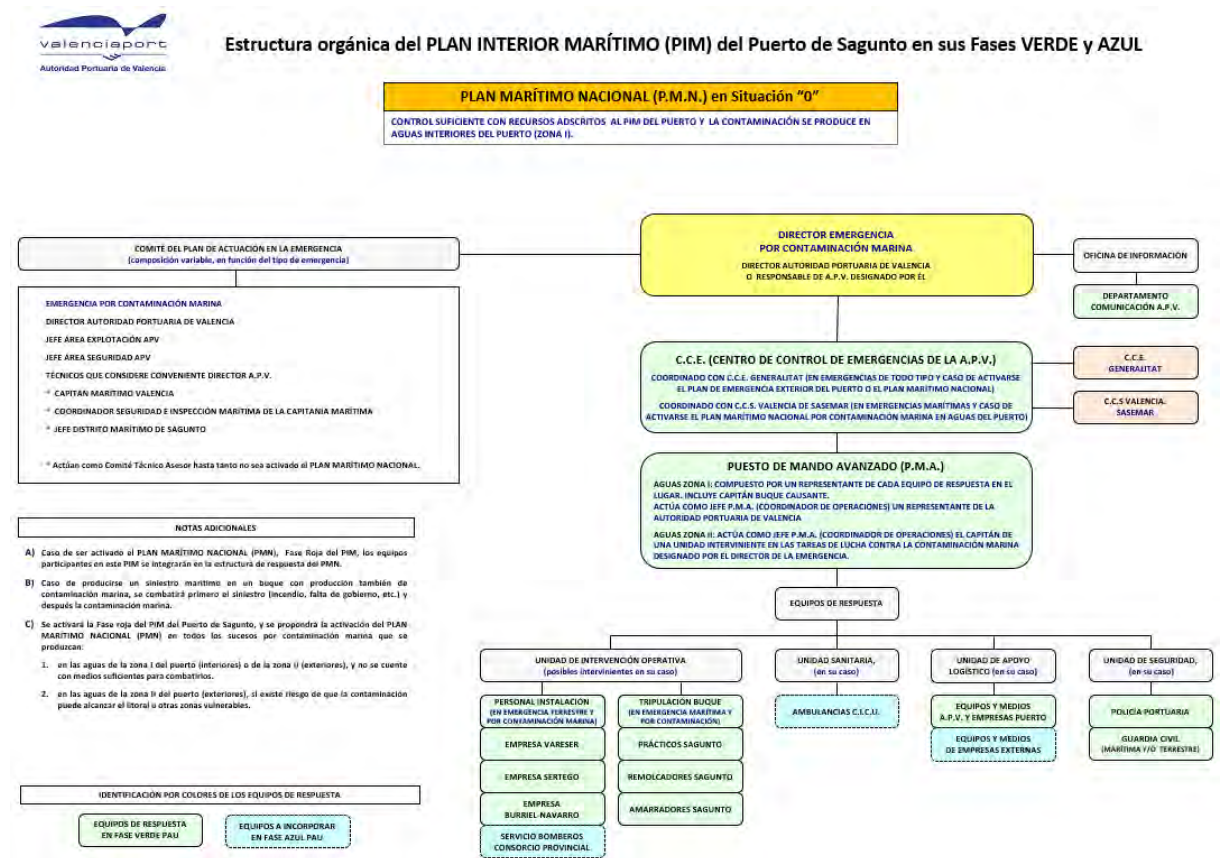 valenciaport
Autoridad Portuaria de Valencia
Estructura orgánica del PLAN INTERIOR MARÍTIMO (PIM) del Puerto de Sagunto en sus Fases VERDE y AZUL
PLAN MARÍTIMO NACIONAL (P.M.N.) en Situación "0"
CONTROL SUFICIENTE CON RECURSOS ADSCRITOS AL PIM DEL PUERTO Y LA CONTAMINACIÓN SE PRODUCE EN
AGUAS INTERIORES DEL PUERTO (ZONA I).
COMITÉ DEL PLAN DE ACTUACIÓN EN LA EMERGENCIA
(composición variable, en función del tipo de emergencia)
EMERGENCIA POR CONTAMINACIÓN MARINA
DIRECTOR AUTORIDAD PORTUARIA DE VALENCIA
JEFE ÁREA EXPLOTACIÓN APV
JEFE ÁREA SEGURIDAD APV
TÉCNICOS QUE CONSIDERE CONVENIENTE DIRECTOR A.P.V.
* CAPITÁN MARÍTIMO VALENCIA
* COORDINADOR SEGURIDAD E INSPECCIÓN MARÍTIMA DE LA CAPITANIA MARÍTIMA
* JEFE DISTRITO MARÍTIMO DE SAGUNTO
* Actúan como Comité Técnico Asesor hasta tanto no sea activado el PLAN MARÍTIMO NACIONAL.
DIRECTOR EMERGENCIA
POR CONTAMINACIÓN MARINA
DIRECTOR AUTORIDAD PORTUARIA DE VALENCIA
O RESPONSABLE DE A.P.V. DESIGNADO POR ÉL
OFICINA DE INFORMACIÓN
DEPARTAMENTO
COMUNICACIÓN A.P.V.
C.C.E. (CENTRO DE CONTROL DE EMERGENCIAS DE LA A.P.V.)
COORDINADO CON C.C.E. GENERALITAT (EN EMERGENCIAS DE TODO TIPO Y CASO DE ACTIVARSE
EL PLAN DE EMERGENCIA EXTERIOR DEL PUERTO O EL PLAN MARÍTIMO NACIONAL)
COORDINADO CON C.C.S. VALENCIA DE SASEMAR (EN EMERGENCIAS MARÍTIMAS Y CASO DE
ACTIVARSE EL PLAN MARÍTIMO NACIONAL POR CONTAMINACIÓN MARINA EN AGUAS DEL PUERTO)
C.C.E.
GENERALITAT
C.C.S VALENCIA.
SASEMAR
PUESTO DE MANDO AVANZADO (P.M.A.)
AGUAS ZONA I: COMPUESTO POR UN REPRESENTANTE DE CADA EQUIPO DE RESPUESTA EN EL
LUGAR. INCLUYE CAPITÁN BUQUE CAUSANTE.
ACTÚA COMO JEFE P.M.A. (COORDINADOR DE OPERACIONES) UN REPRESENTANTE DE LA
AUTORIDAD PORTUARIA DE VALENCIA
AGUAS ZONA II: ACTÚA COMO JEFE P.M.A. (COORDINADOR DE OPERACIONES) EL CAPITÁN DE
UNA UNIDAD INTERVINIENTE EN LAS TAREAS DE LUCHA CONTRA LA CONTAMINACIÓN MARINA
DESIGNADO POR EL DIRECTOR DE LA EMERGENCIA.
NOTAS ADICIONALES
A) Caso de ser activado el PLAN MARÍTIMO NACIONAL (PMN), Fase Roja del PIM, los equipos
participantes en este PIM se integrarán en la estructura de respuesta del PMN.
B) Caso de producirse un siniestro marítimo en un buque con producción también de
contaminación marina, se combatirá primero el siniestro (incendio, falta de gobierno, etc.) y
después la contaminación marina.
C) Se activará la Fase roja del PIM del Puerto de Sagunto, y se propondrá la activación del PLAN
MARÍTIMO NACIONAL (PMN) en todos los sucesos por contaminación marina que se
produzcan:
1. en las aguas de la zona I del puerto (interiores) o de la zona II (exteriores), y no se cuente
con medios suficientes para combatirlos.
2. en las aguas de la zona II del puerto (exteriores), si existe riesgo de que la contaminación
puede alcanzar el litoral u otras zonas vulnerables.
EQUIPOS DE RESPUESTA
UNIDAD DE INTERVENCIÓN OPERATIVA
(posibles intervinientes en su caso)
UNIDAD SANITARIA,
(en su caso)
UNIDAD DE APOYO
LOGÍSTICO (en su caso)
UNIDAD DE SEGURIDAD,
(en su caso)
PERSONAL INSTALACIÓN
(EN EMERGENCIA TERRESTRE Y
POR CONTAMINACIÓN MARINA)
EMPRESA VARESER
EMPRESA SERTEGO
EMPRESA
BURRIEL-NAVARRO
SERVICIO BOMBEROS
CONSORCIO PROVINCIAL
TRIPULACIÓN BUQUE
(EN EMERGENCIA MARÍTIMA Y
POR CONTAMINACIÓN)
PRÁCTICOS SAGUNTO
REMOLCADORES SAGUNTO
AMARRADORES SAGUNTO
AMBULANCIAS C.I.C.U.
EQUIPOS Y MEDIOS
A.P.V. Y EMPRESAS PUERTO
EQUIPOS Y MEDIOS
DE EMPRESAS EXTERNAS
POLICÍA PORTUARIA
GUARDIA CIVIL
(MARÍTIMA Y/O TERRESTRE)
IDENTIFICACIÓN POR COLORES DE LOS EQUIPOS DE RESPUESTA
EQUIPOS DE RESPUESTA
EN FASE VERDE PAU
EQUIPOS A INCORPORAR
EN FASE AZUL PAU